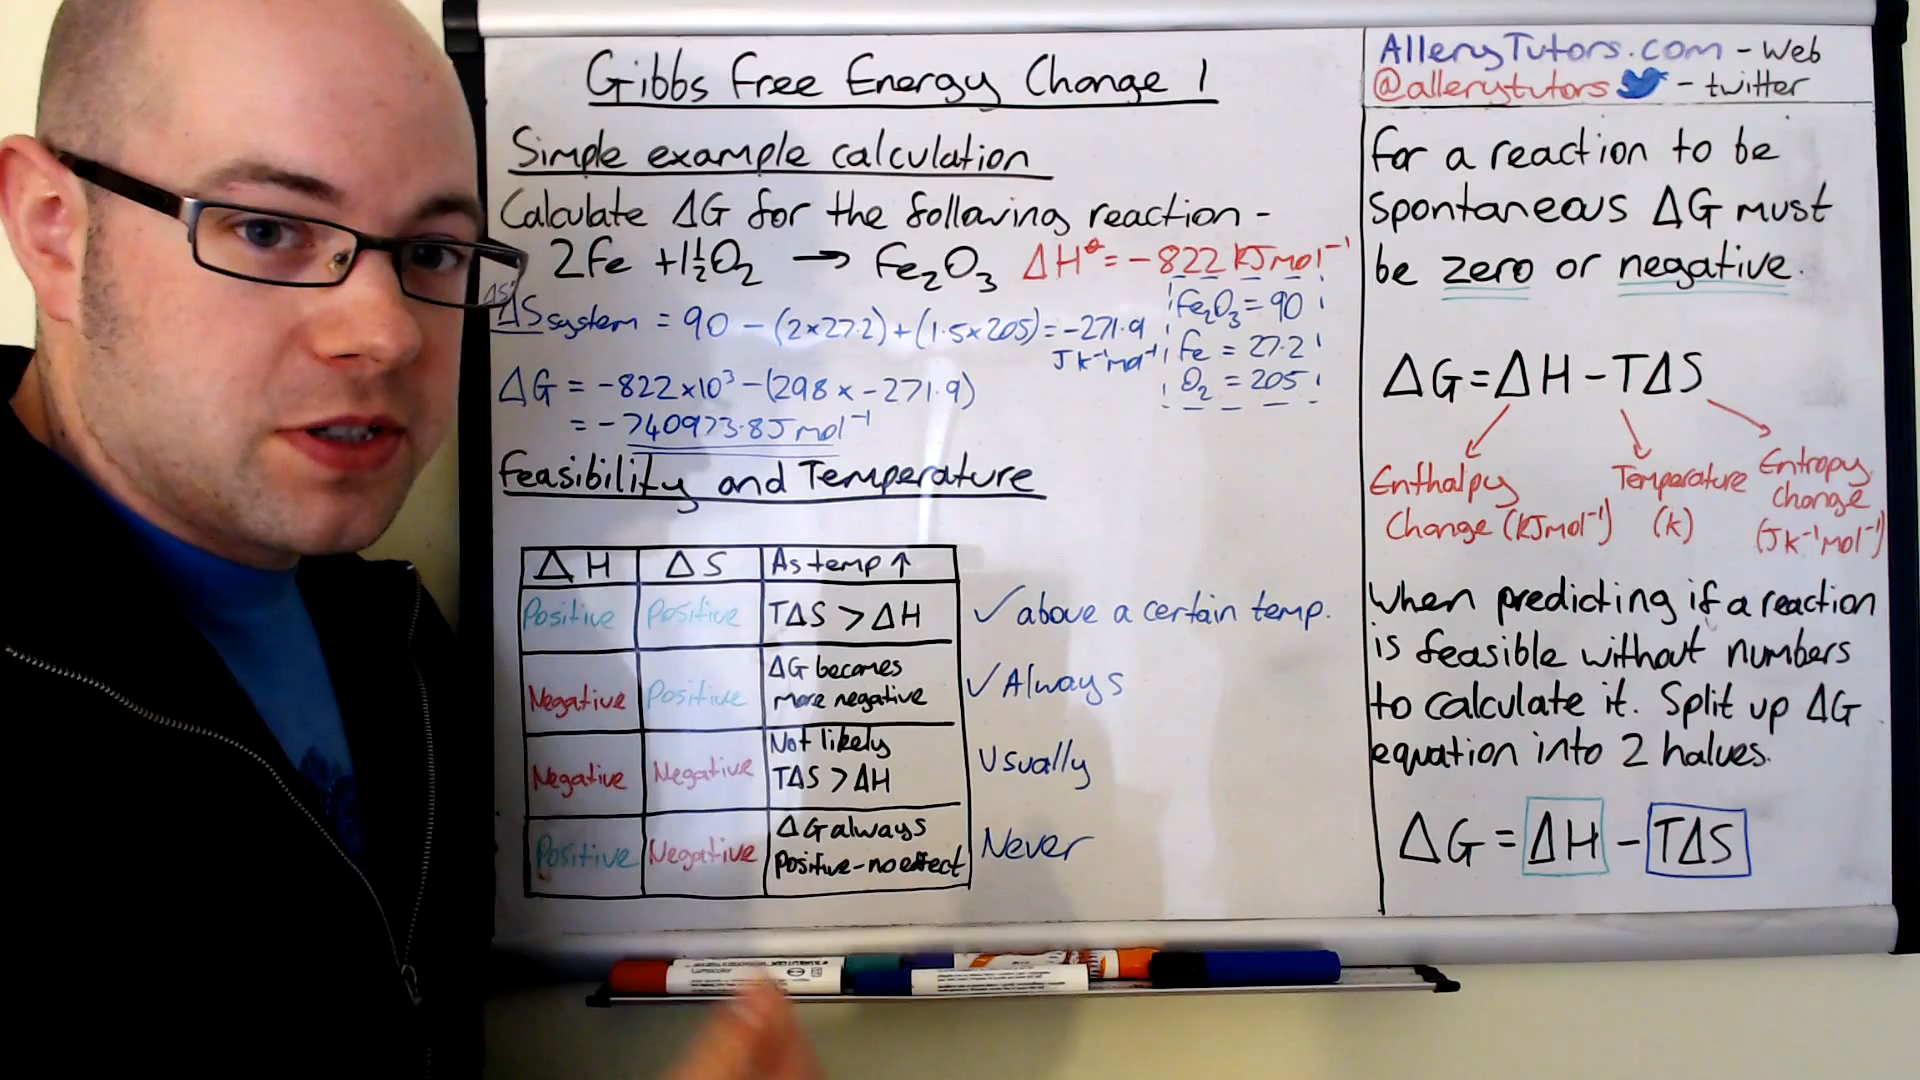 Gibbs Free Energy Change 1
Simple example calculation
Calculate ΔG for the following reaction -
2Fe + 1½O₂ → Fe₂O₃ ΔH° = -822 kJmol⁻¹
ΔS system = 90 - (2×27.2) + (1.5×205) = -271.9
JK⁻¹mol⁻¹
Fe₂O₃ = 90
Fe = 27.2
O₂ = 205
ΔG = -822×10³ - (298 × -271.9)
= -740973.8 Jmol⁻¹
Feasibility and Temperature
ΔH ΔS As temp ↑
Positive Positive TΔS > ΔH ✓ above a certain temp.
Negative Positive ΔG becomes
more negative ✓ Always
Negative Negative Not likely
TΔS > ΔH Usually
Positive Negative ΔG always
Positive - no effect Never
AlleryTutors.com - web
@allerytutors - twitter
For a reaction to be
spontaneous ΔG must
be zero or negative.
ΔG = ΔH - TΔS
Enthalpy
Change (kJmol⁻¹)
Temperature
(K)
Entropy
Change
(JK⁻¹mol⁻¹)
When predicting if a reaction
is feasible without numbers
to calculate it. Split up ΔG
equation into 2 halves.
ΔG = ΔH - TΔS
Lumocolor